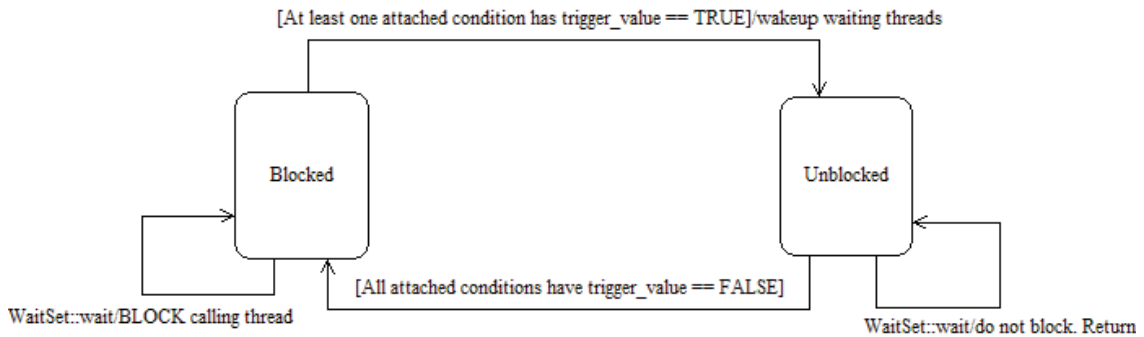 [At least one attached condition has trigger_value == TRUE]/wakeup waiting threads
Blocked
Unblocked
[All attached conditions have trigger_value == FALSE]
WaitSet::wait/BLOCK calling thread
WaitSet::wait/do not block. Return